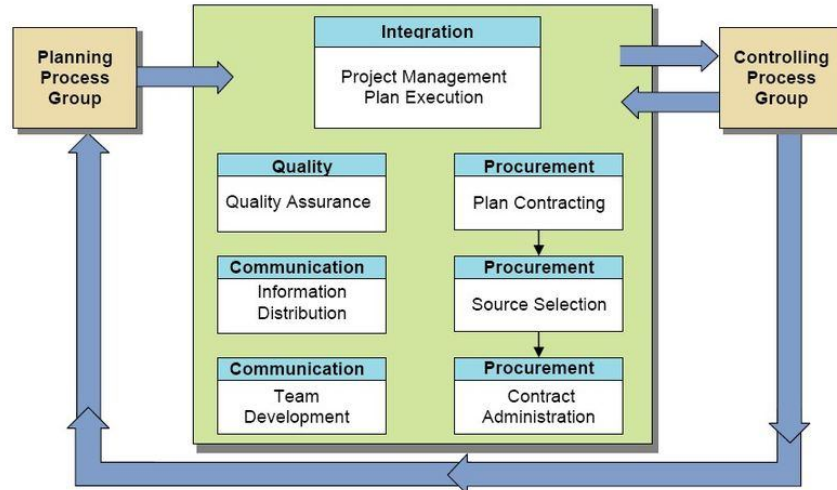 Planning
Process
Group
Integration
Project Management
Plan Execution
Controlling
Process
Group
Quality
Quality Assurance
Procurement
Plan Contracting
Communication
Information
Distribution
Procurement
Source Selection
Communication
Team
Development
Procurement
Contract
Administration